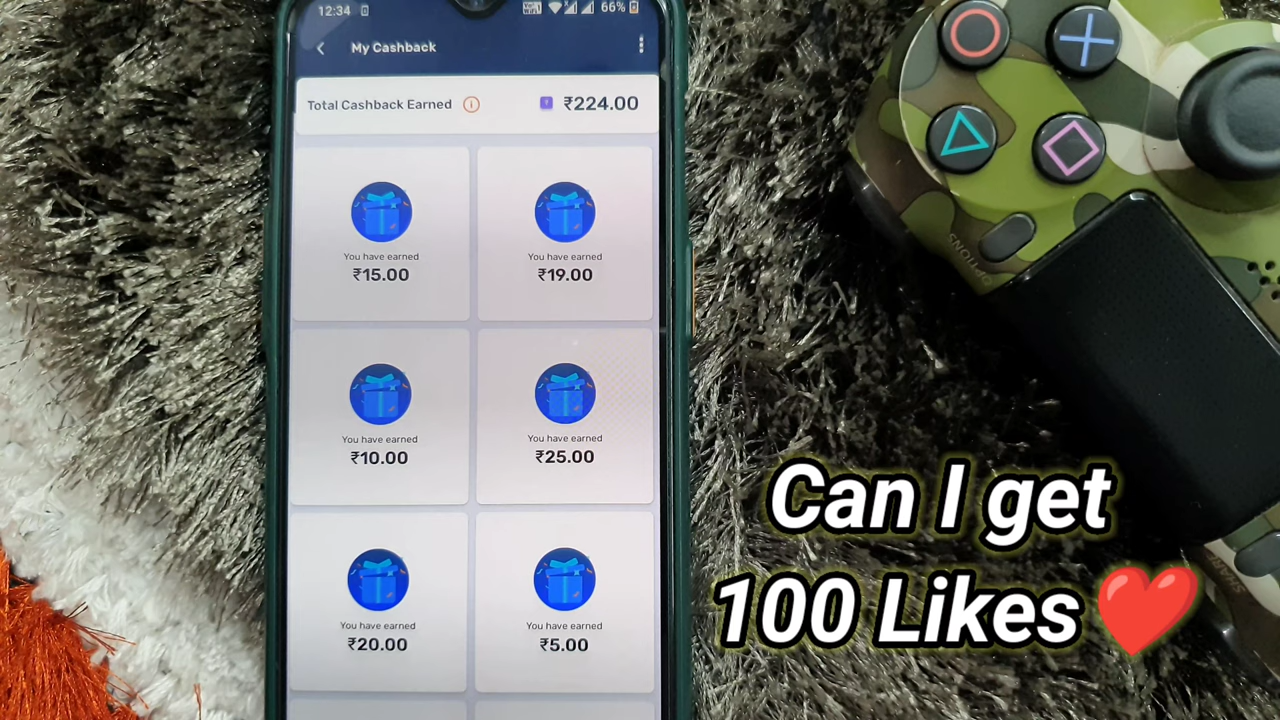 12:34
66%
My Cashback
Total Cashback Earned
₹224.00
You have earned
₹15.00
You have earned
₹19.00
You have earned
₹10.00
You have earned
₹25.00
You have earned
₹20.00
You have earned
₹5.00
OPTIONS
Can I get
100 Likes ❤️